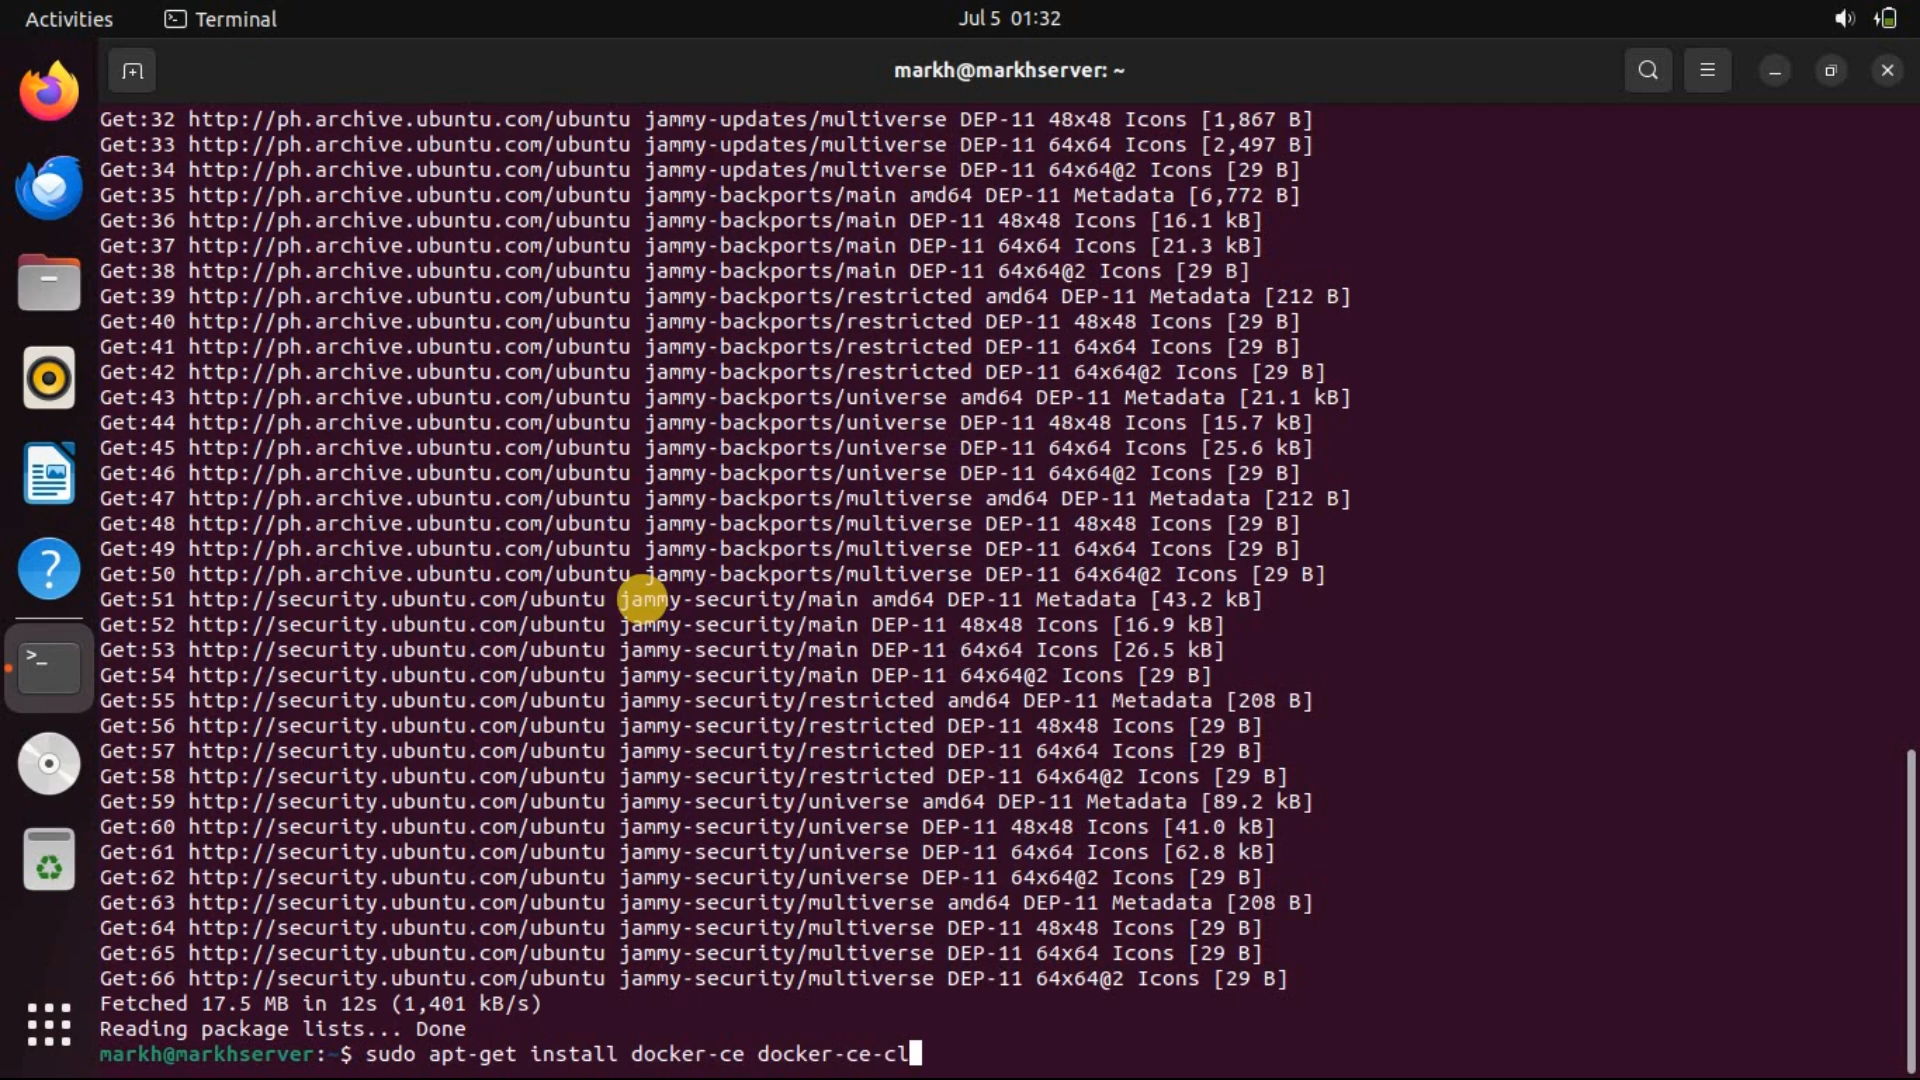 Activities
Terminal
Jul 5 01:32
markh@markhserver: ~
Get:32 http://ph.archive.ubuntu.com/ubuntu jammy-updates/multiverse DEP-11 48x48 Icons [1,867 B]
Get:33 http://ph.archive.ubuntu.com/ubuntu jammy-updates/multiverse DEP-11 64x64 Icons [2,497 B]
Get:34 http://ph.archive.ubuntu.com/ubuntu jammy-updates/multiverse DEP-11 64x64@2 Icons [29 B]
Get:35 http://ph.archive.ubuntu.com/ubuntu jammy-backports/main amd64 DEP-11 Metadata [6,772 B]
Get:36 http://ph.archive.ubuntu.com/ubuntu jammy-backports/main DEP-11 48x48 Icons [16.1 kB]
Get:37 http://ph.archive.ubuntu.com/ubuntu jammy-backports/main DEP-11 64x64 Icons [21.3 kB]
Get:38 http://ph.archive.ubuntu.com/ubuntu jammy-backports/main DEP-11 64x64@2 Icons [29 B]
Get:39 http://ph.archive.ubuntu.com/ubuntu jammy-backports/restricted amd64 DEP-11 Metadata [212 B]
Get:40 http://ph.archive.ubuntu.com/ubuntu jammy-backports/restricted DEP-11 48x48 Icons [29 B]
Get:41 http://ph.archive.ubuntu.com/ubuntu jammy-backports/restricted DEP-11 64x64 Icons [29 B]
Get:42 http://ph.archive.ubuntu.com/ubuntu jammy-backports/restricted DEP-11 64x64@2 Icons [29 B]
Get:43 http://ph.archive.ubuntu.com/ubuntu jammy-backports/universe amd64 DEP-11 Metadata [21.1 kB]
Get:44 http://ph.archive.ubuntu.com/ubuntu jammy-backports/universe DEP-11 48x48 Icons [15.7 kB]
Get:45 http://ph.archive.ubuntu.com/ubuntu jammy-backports/universe DEP-11 64x64 Icons [25.6 kB]
Get:46 http://ph.archive.ubuntu.com/ubuntu jammy-backports/universe DEP-11 64x64@2 Icons [29 B]
Get:47 http://ph.archive.ubuntu.com/ubuntu jammy-backports/multiverse amd64 DEP-11 Metadata [212 B]
Get:48 http://ph.archive.ubuntu.com/ubuntu jammy-backports/multiverse DEP-11 48x48 Icons [29 B]
Get:49 http://ph.archive.ubuntu.com/ubuntu jammy-backports/multiverse DEP-11 64x64 Icons [29 B]
Get:50 http://ph.archive.ubuntu.com/ubuntu jammy-backports/multiverse DEP-11 64x64@2 Icons [29 B]
Get:51 http://security.ubuntu.com/ubuntu jammy-security/main amd64 DEP-11 Metadata [43.2 kB]
Get:52 http://security.ubuntu.com/ubuntu jammy-security/main DEP-11 48x48 Icons [16.9 kB]
Get:53 http://security.ubuntu.com/ubuntu jammy-security/main DEP-11 64x64 Icons [26.5 kB]
Get:54 http://security.ubuntu.com/ubuntu jammy-security/main DEP-11 64x64@2 Icons [29 B]
Get:55 http://security.ubuntu.com/ubuntu jammy-security/restricted amd64 DEP-11 Metadata [208 B]
Get:56 http://security.ubuntu.com/ubuntu jammy-security/restricted DEP-11 48x48 Icons [29 B]
Get:57 http://security.ubuntu.com/ubuntu jammy-security/restricted DEP-11 64x64 Icons [29 B]
Get:58 http://security.ubuntu.com/ubuntu jammy-security/restricted DEP-11 64x64@2 Icons [29 B]
Get:59 http://security.ubuntu.com/ubuntu jammy-security/universe amd64 DEP-11 Metadata [89.2 kB]
Get:60 http://security.ubuntu.com/ubuntu jammy-security/universe DEP-11 48x48 Icons [41.0 kB]
Get:61 http://security.ubuntu.com/ubuntu jammy-security/universe DEP-11 64x64 Icons [62.8 kB]
Get:62 http://security.ubuntu.com/ubuntu jammy-security/universe DEP-11 64x64@2 Icons [29 B]
Get:63 http://security.ubuntu.com/ubuntu jammy-security/multiverse amd64 DEP-11 Metadata [208 B]
Get:64 http://security.ubuntu.com/ubuntu jammy-security/multiverse DEP-11 48x48 Icons [29 B]
Get:65 http://security.ubuntu.com/ubuntu jammy-security/multiverse DEP-11 64x64 Icons [29 B]
Get:66 http://security.ubuntu.com/ubuntu jammy-security/multiverse DEP-11 64x64@2 Icons [29 B]
Fetched 17.5 MB in 12s (1,401 kB/s)
Reading package lists... Done
markh@markhserver:~$ sudo apt-get install docker-ce docker-ce-cl